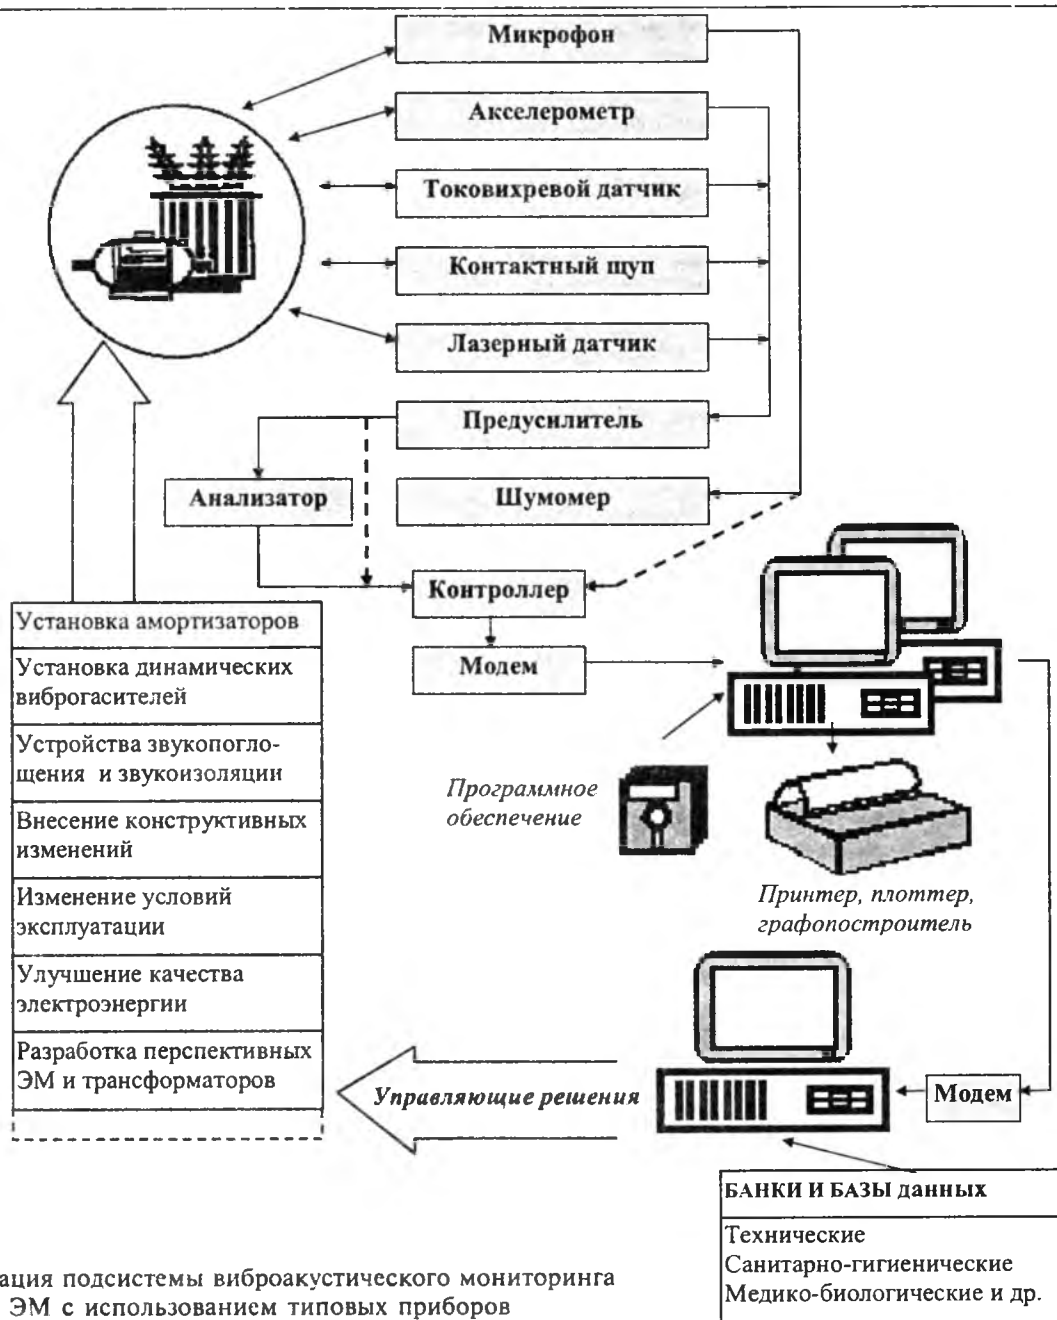 Микрофон
Акселерометр
Токовихревой датчик
Контактный щуп
Лазерный датчик
Предусилитель
Анализатор
Шумомер
Контроллер
Модем
Установка амортизаторов
Установка динамических
виброгасителей
Устройства звукопогло-
щения и звукоизоляции
Внесение конструктивных
изменений
Изменение условий
эксплуатации
Улучшение качества
электроэнергии
Разработка перспективных
ЭМ и трансформаторов
Программное
обеспечение
Принтер, плоттер,
графопостроитель
Управляющие решения
Модем
БАНКИ И БАЗЫ данных
Технические
Санитарно-гигиенические
Медико-биологические и др.
ация подсистемы виброакустического мониторинга
ЭМ с использованием типовых приборов